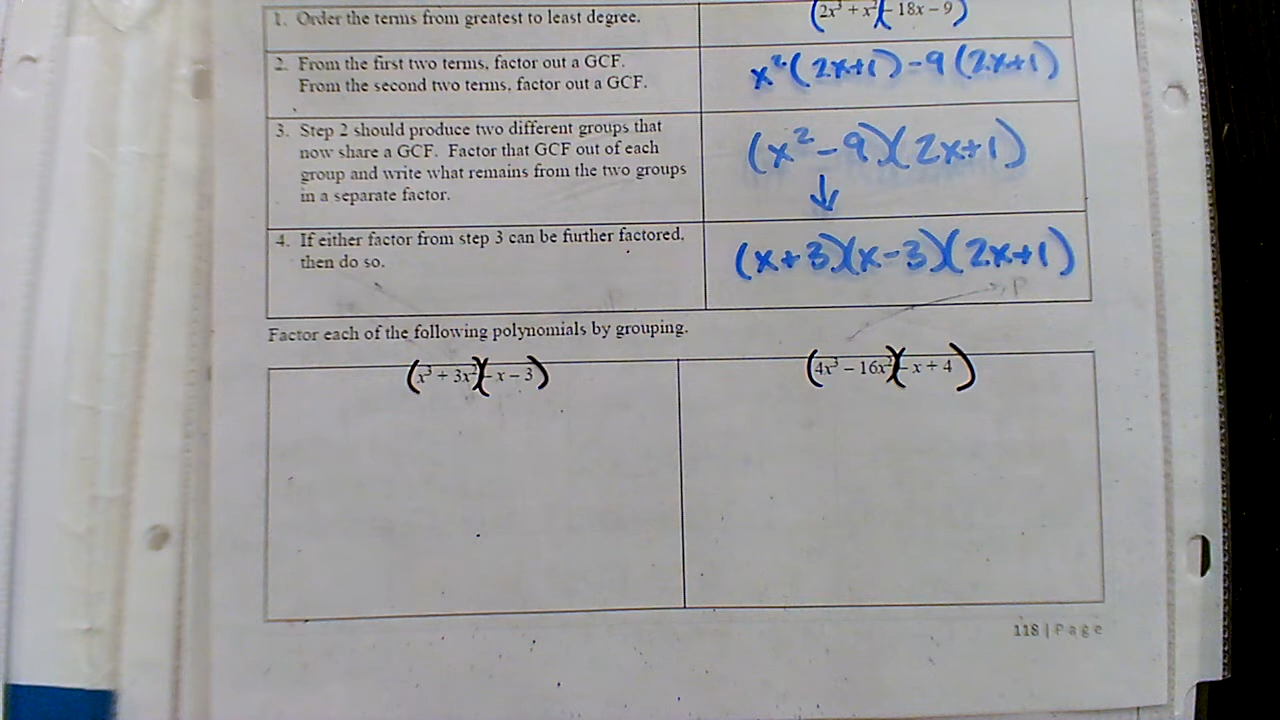 1. Order the terms from greatest to least degree.
(2x³ + x²)(– 18x – 9)
2. From the first two terms, factor out a GCF.
From the second two terms, factor out a GCF.
x²(2x+1)-9(2x+1)
3. Step 2 should produce two different groups that
now share a GCF. Factor that GCF out of each
group and write what remains from the two groups
in a separate factor.
(x²-9)(2x+1)
↓
4. If either factor from step 3 can be further factored,
then do so.
(x+3)(x-3)(2x+1)
Factor each of the following polynomials by grouping.
(x³ + 3x²)(– x – 3)
(4x³ – 16x²)(– x + 4)
118 | Page